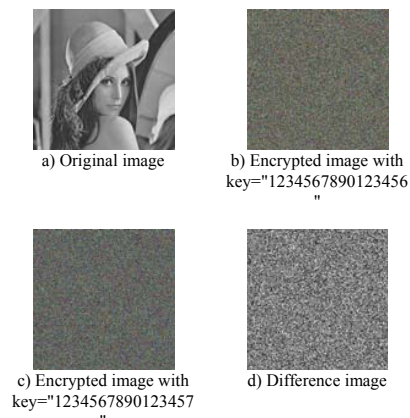 a) Original image
b) Encrypted image with
key="1234567890123456
"
c) Encrypted image with
key="1234567890123457
"
d) Difference image